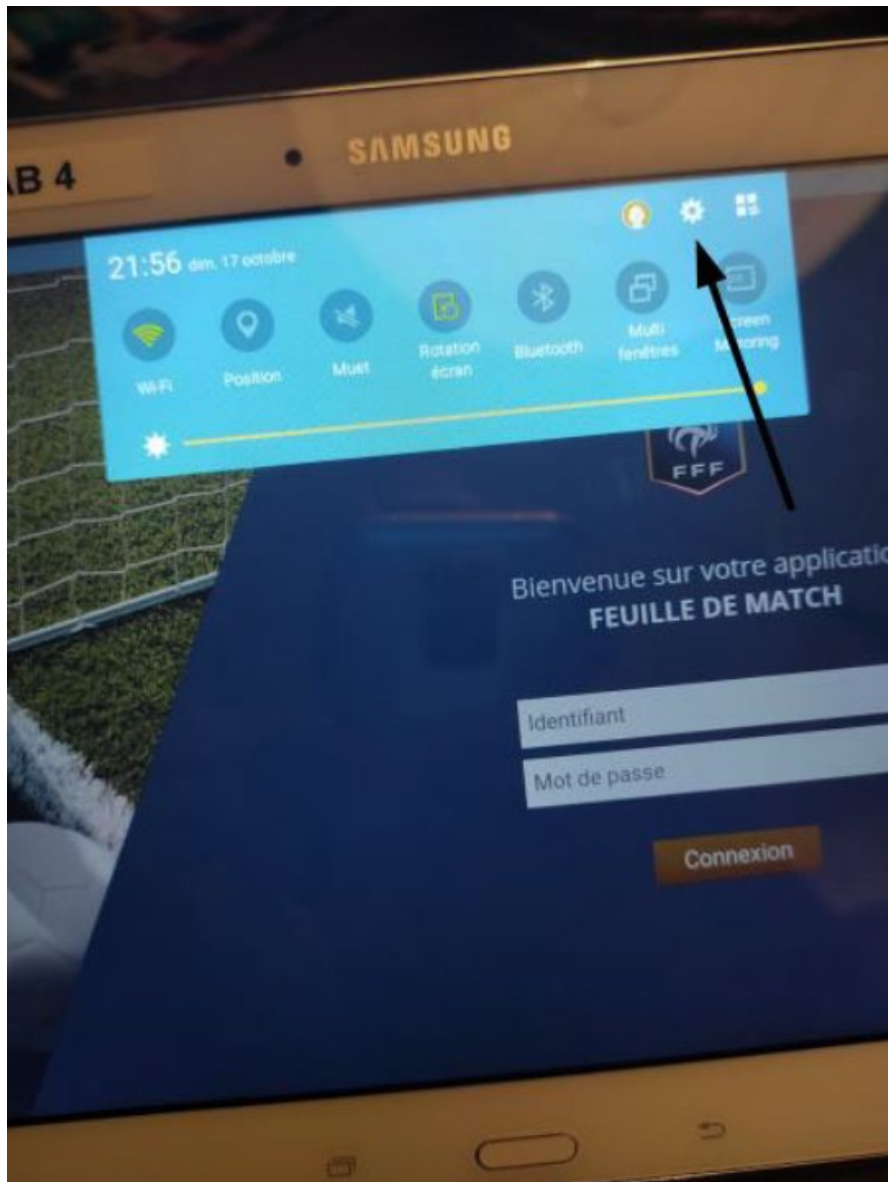 SAMSUNG
AB 4
21:56 dim. 17 octobre
Wi-Fi
Position
Muet
Rotation
écran
Bluetooth
Multi
fenêtres
Screen
Mirroring
FFF
Bienvenue sur votre applicatio
FEUILLE DE MATCH
Identifiant
Mot de passe
Connexion